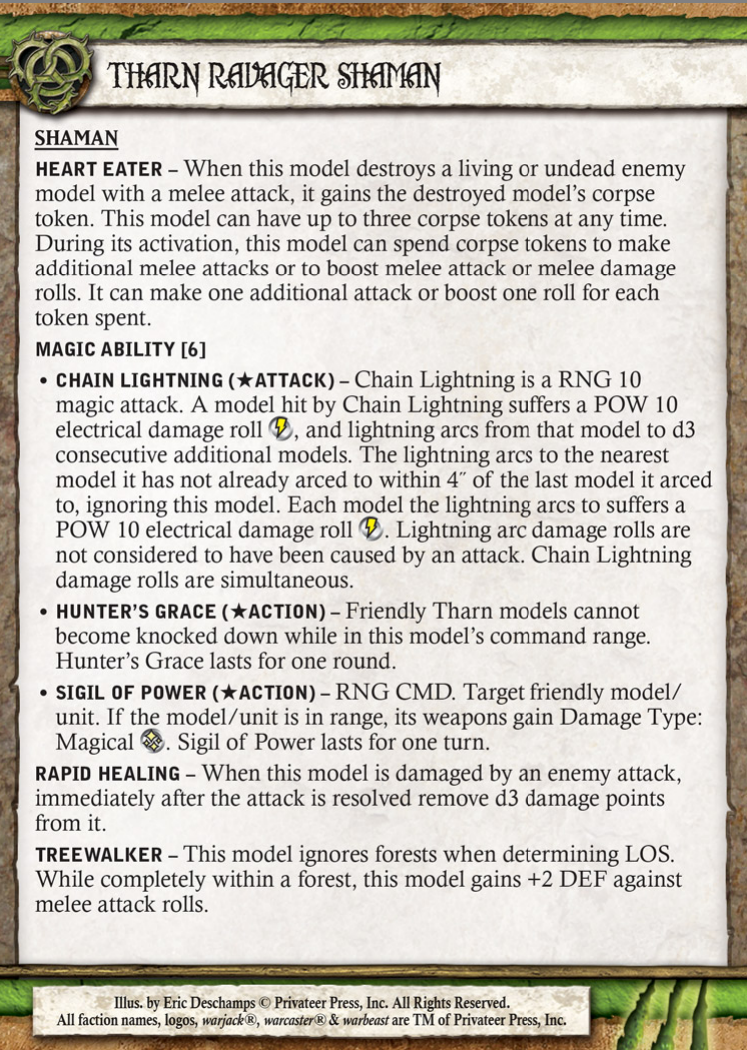 THARN RAVAGER SHAMAN
SHAMAN
HEART EATER – When this model destroys a living or undead enemy
model with a melee attack, it gains the destroyed model's corpse
token. This model can have up to three corpse tokens at any time.
During its activation, this model can spend corpse tokens to make
additional melee attacks or to boost melee attack or melee damage
rolls. It can make one additional attack or boost one roll for each
token spent.
MAGIC ABILITY [6]
• CHAIN LIGHTNING (★ATTACK) – Chain Lightning is a RNG 10
magic attack. A model hit by Chain Lightning suffers a POW 10
electrical damage roll , and lightning arcs from that model to d3
consecutive additional models. The lightning arcs to the nearest
model it has not already arced to within 4˝ of the last model it arced
to, ignoring this model. Each model the lightning arcs to suffers a
POW 10 electrical damage roll . Lightning arc damage rolls are
not considered to have been caused by an attack. Chain Lightning
damage rolls are simultaneous.
• HUNTER'S GRACE (★ACTION) – Friendly Tharn models cannot
become knocked down while in this model's command range.
Hunter's Grace lasts for one round.
• SIGIL OF POWER (★ACTION) – RNG CMD. Target friendly model/
unit. If the model/unit is in range, its weapons gain Damage Type:
Magical . Sigil of Power lasts for one turn.
RAPID HEALING – When this model is damaged by an enemy attack,
immediately after the attack is resolved remove d3 damage points
from it.
TREEWALKER – This model ignores forests when determining LOS.
While completely within a forest, this model gains +2 DEF against
melee attack rolls.
Illus. by Eric Deschamps © Privateer Press, Inc. All Rights Reserved.
All faction names, logos, warjack®, warcaster® & warbeast are TM of Privateer Press, Inc.